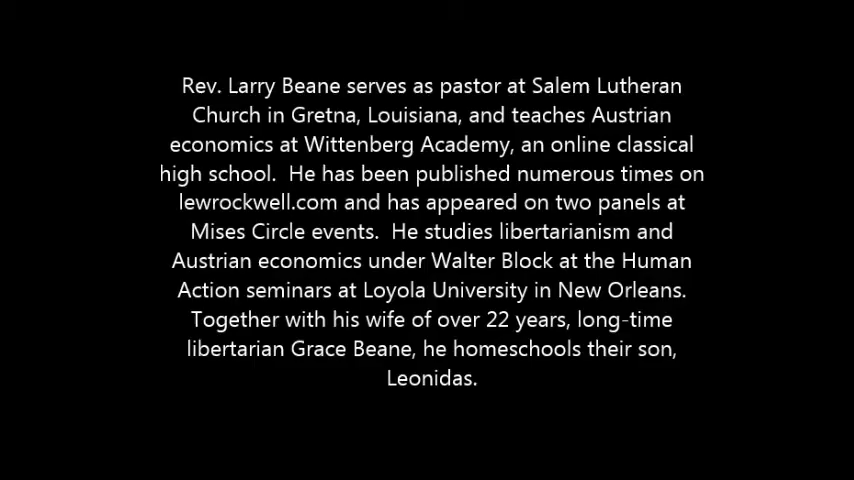 Rev. Larry Beane serves as pastor at Salem Lutheran
Church in Gretna, Louisiana, and teaches Austrian
economics at Wittenberg Academy, an online classical
high school.  He has been published numerous times on
lewrockwell.com and has appeared on two panels at
Mises Circle events.  He studies libertarianism and
Austrian economics under Walter Block at the Human
Action seminars at Loyola University in New Orleans.
Together with his wife of over 22 years, long-time
libertarian Grace Beane, he homeschools their son,
Leonidas.